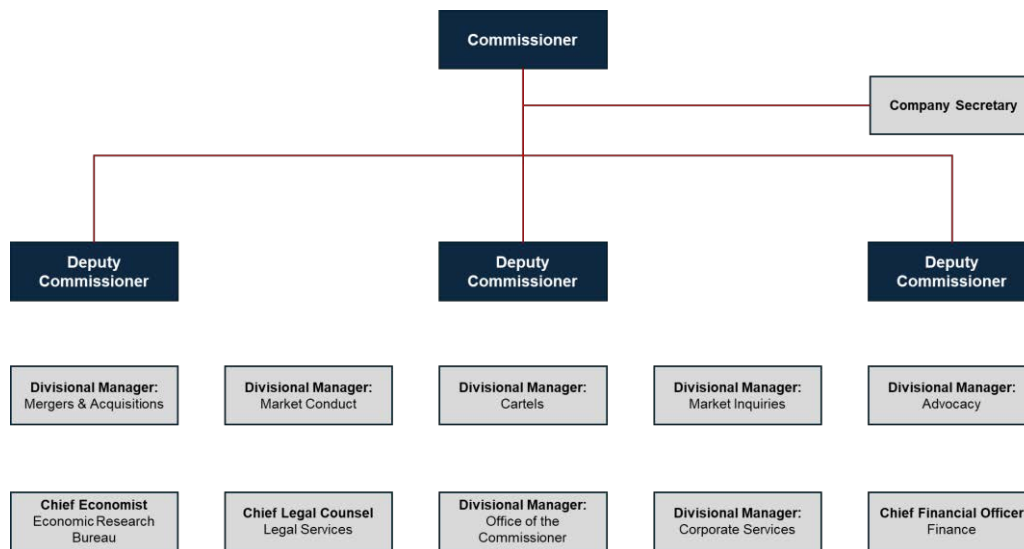 Commissioner
Company Secretary
Deputy
Commissioner
Deputy
Commissioner
Deputy
Commissioner
Divisional Manager:
Mergers & Acquisitions
Divisional Manager:
Market Conduct
Divisional Manager:
Cartels
Divisional Manager:
Market Inquiries
Divisional Manager:
Advocacy
Chief Economist
Economic Research
Bureau
Chief Legal Counsel
Legal Services
Divisional Manager:
Office of the
Commissioner
Divisional Manager:
Corporate Services
Chief Financial Officer
Finance